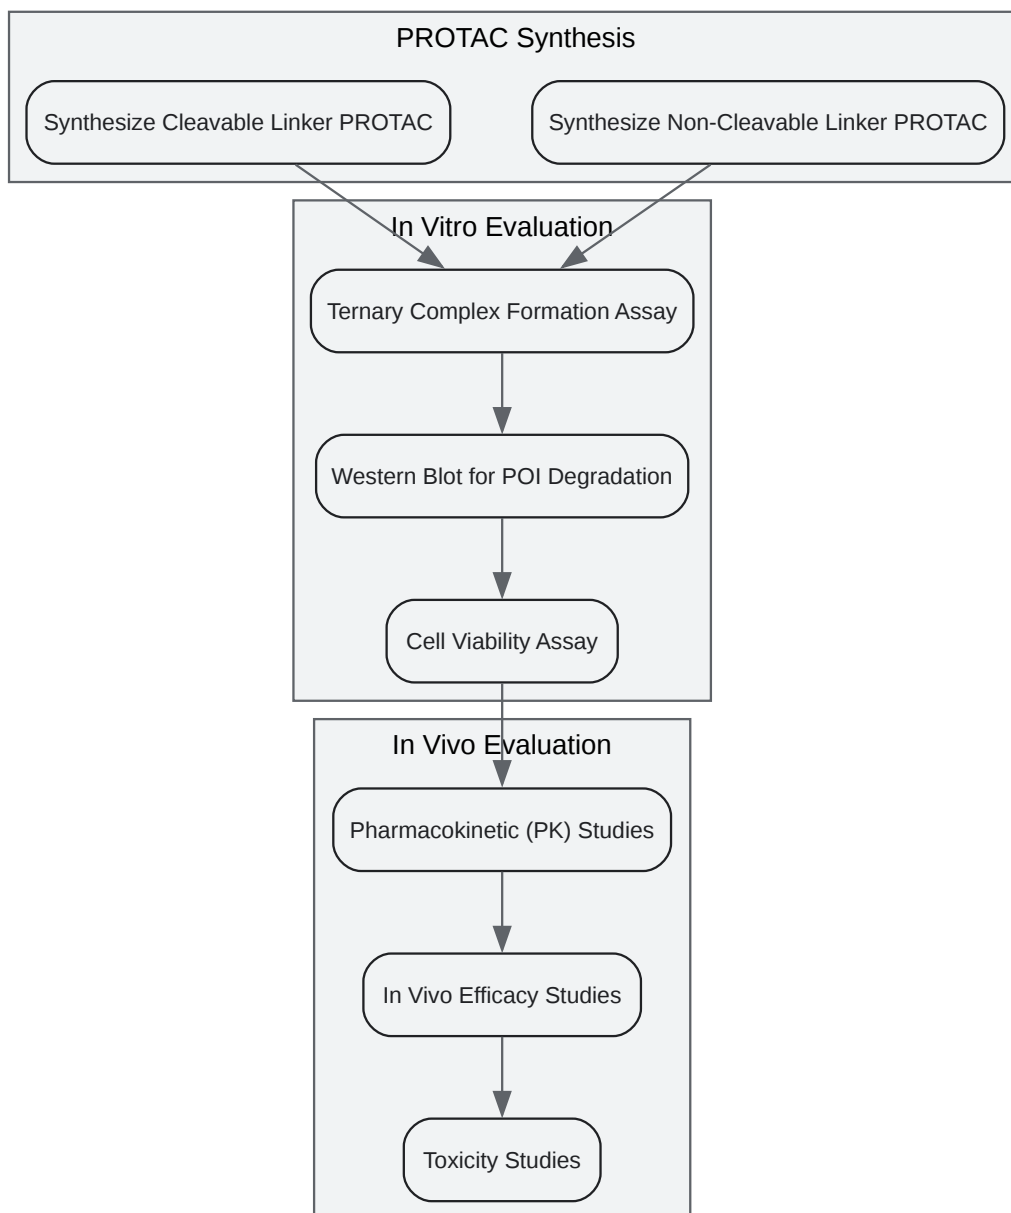 PROTAC Synthesis
Synthesize Cleavable Linker PROTAC
Synthesize Non-Cleavable Linker PROTAC
In Vitro Evaluation
Ternary Complex Formation Assay
Western Blot for POI Degradation
Cell Viability Assay
In Vivo Evaluation
Pharmacokinetic (PK) Studies
In Vivo Efficacy Studies
Toxicity Studies